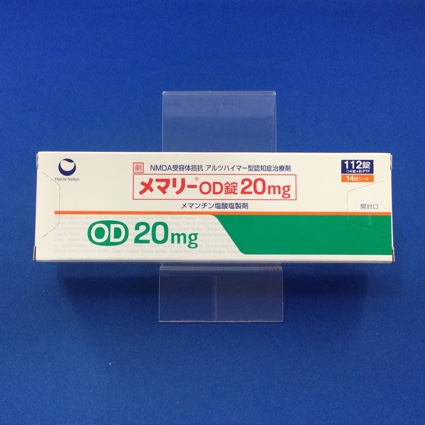 劇 NMDA受容体拮抗 アルツハイマー型認知症治療剤
メマリー®OD錠20mg
メマンチン塩酸塩製剤
112錠
14錠シート
Daiichi-Sankyo
開封口
OD 20mg